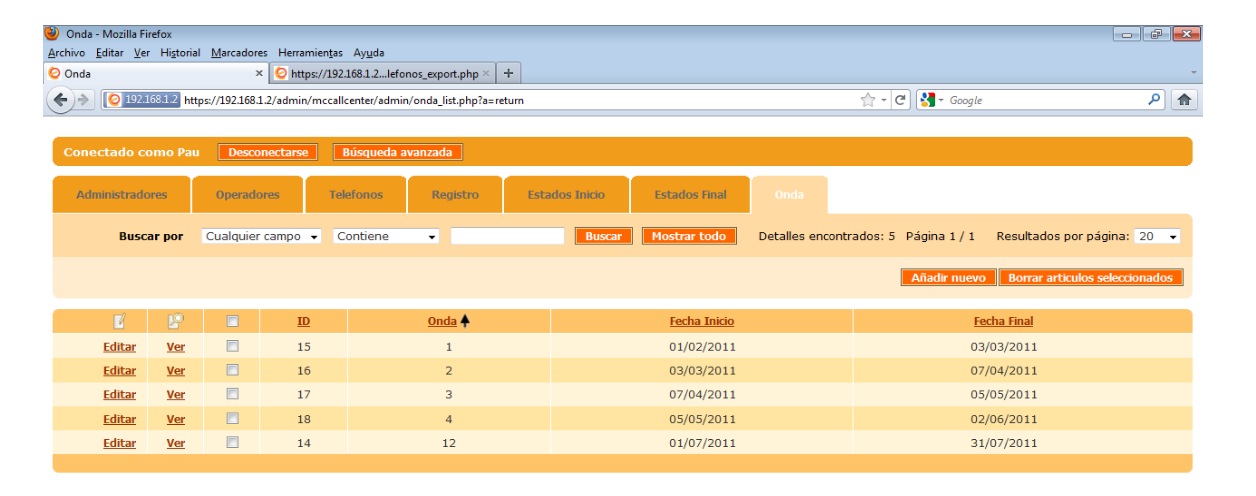 Onda - Mozilla Firefox
Archivo Editar Ver Historial Marcadores Herramientas Ayuda
Onda × https://192.168.1.2...lefonos_export.php × +
192.168.1.2 https://192.168.1.2/admin/mccallcenter/admin/onda_list.php?a=return Google
Conectado como Pau Desconectarse Búsqueda avanzada
Administradores Operadores Telefonos Registro Estados Inicio Estados Final Onda
Buscar por Cualquier campo Contiene Buscar Mostrar todo Detalles encontrados: 5 Página 1 / 1 Resultados por página: 20
Añadir nuevo Borrar articulos seleccionados
ID Onda Fecha Inicio Fecha Final
Editar Ver 15 1 01/02/2011 03/03/2011
Editar Ver 16 2 03/03/2011 07/04/2011
Editar Ver 17 3 07/04/2011 05/05/2011
Editar Ver 18 4 05/05/2011 02/06/2011
Editar Ver 14 12 01/07/2011 31/07/2011